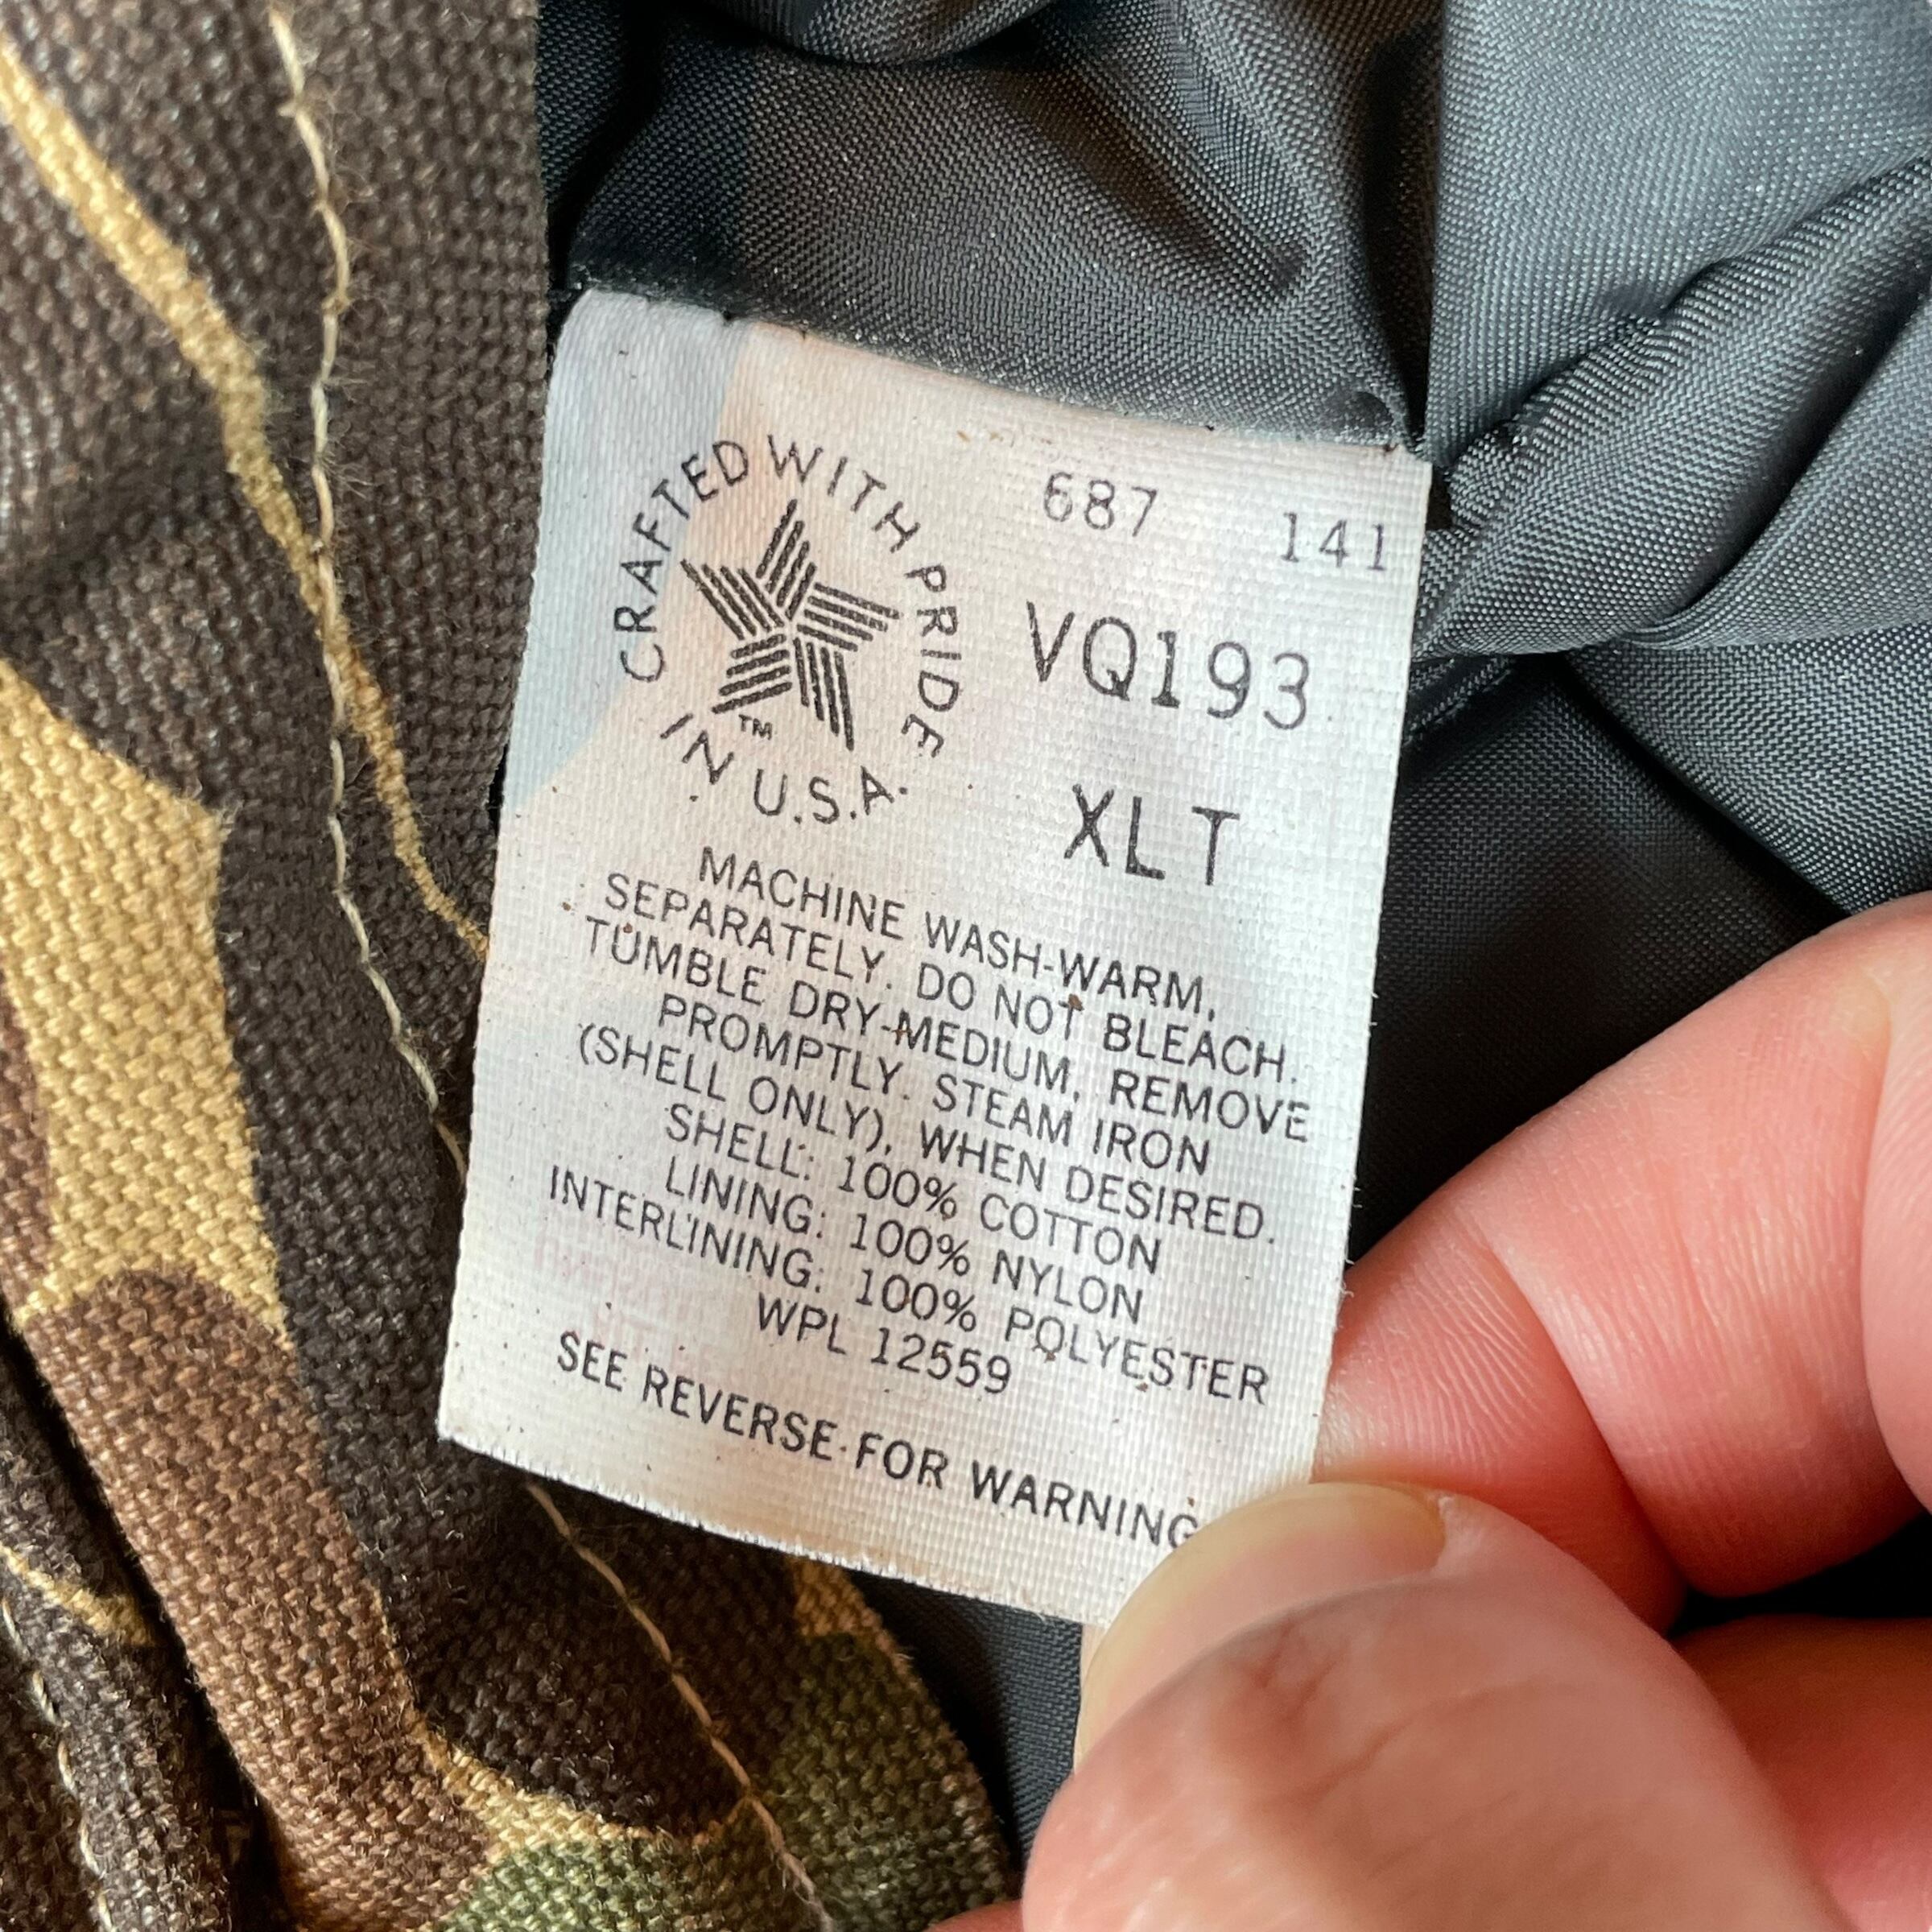 CRAFTED WITH PRIDE
IN U.S.A.
TM
687 141
VQ193
XLT
MACHINE WASH-WARM,
SEPARATELY. DO NOT BLEACH.
TUMBLE DRY-MEDIUM, REMOVE
PROMPTLY. STEAM IRON
(SHELL ONLY), WHEN DESIRED.
SHELL: 100% COTTON
LINING: 100% NYLON
INTERLINING: 100% POLYESTER
WPL 12559
SEE REVERSE FOR WARNING